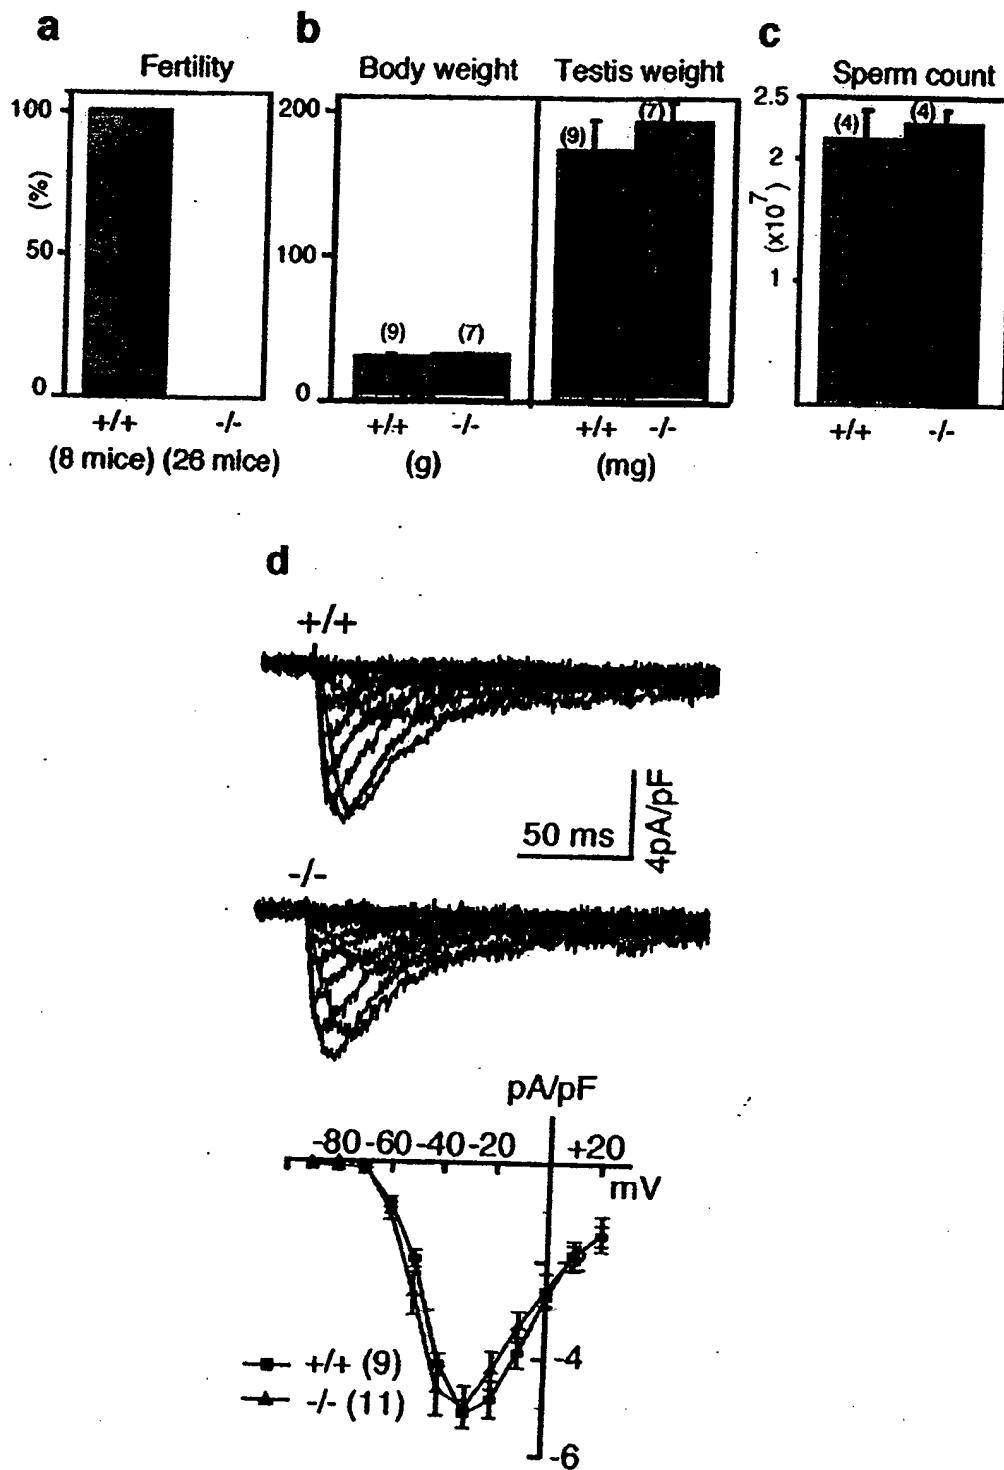 a
Fertility
100
(%)
50
0
+/+ -/-
(8 mice) (26 mice)
b
Body weight Testis weight
200
100
0
(9) (7)
(9) (7)
+/+ -/- +/+ -/-
(g) (mg)
c
Sperm count
2.5
2
(x10⁷)
1
(4) (4)
+/+ -/-
d
+/+
50 ms
4pA/pF
-/-
pA/pF
-80 -60 -40 -20 +20
mV
-4
-6
+/+ (9)
-/- (11)